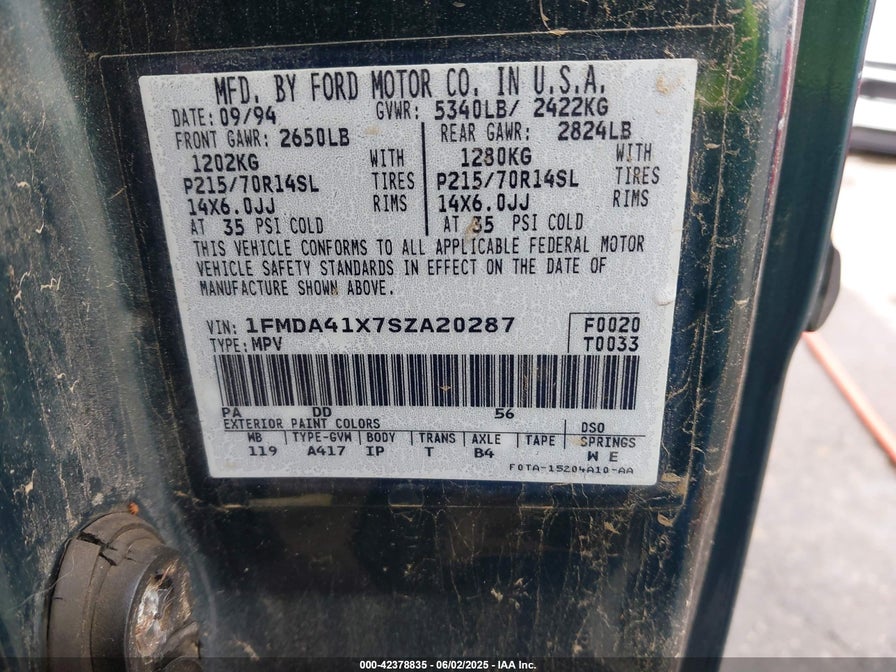 MFD. BY FORD MOTOR CO. IN U.S.A.
DATE: 09/94 GVWR: 5340LB/ 2422KG
FRONT GAWR: 2650LB REAR GAWR: 2824LB
1202KG WITH 1280KG WITH
P215/70R14SL TIRES P215/70R14SL TIRES
14X6.0JJ RIMS 14X6.0JJ RIMS
AT 35 PSI COLD AT 35 PSI COLD
THIS VEHICLE CONFORMS TO ALL APPLICABLE FEDERAL MOTOR
VEHICLE SAFETY STANDARDS IN EFFECT ON THE DATE OF
MANUFACTURE SHOWN ABOVE.
VIN: 1FMDA41X7SZA20287 F0020
TYPE: MPV T0033
PA DD 56
EXTERIOR PAINT COLORS DSO
WB TYPE-GVW BODY TRANS AXLE TAPE SPRINGS
119 A417 IP T B4 W E
F0TA-15204A10-AA
000-42378835 - 06/02/2025 - IAA Inc.